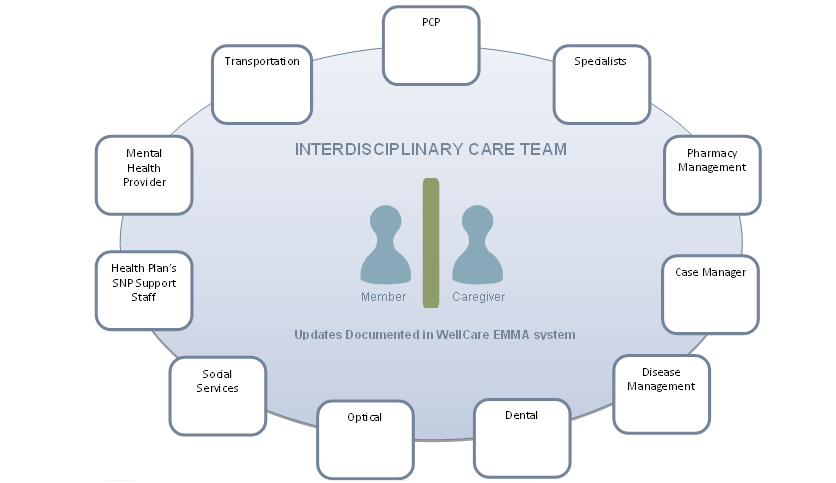 PCP
Transportation
Specialists
INTERDISCIPLINARY CARE TEAM
Mental
Health
Provider
Pharmacy
Management
Health Plan's
SNP Support
Staff
Case Manager
Member
Caregiver
Updates Documented in WellCare EMMA system
Social
Services
Disease
Management
Optical
Dental